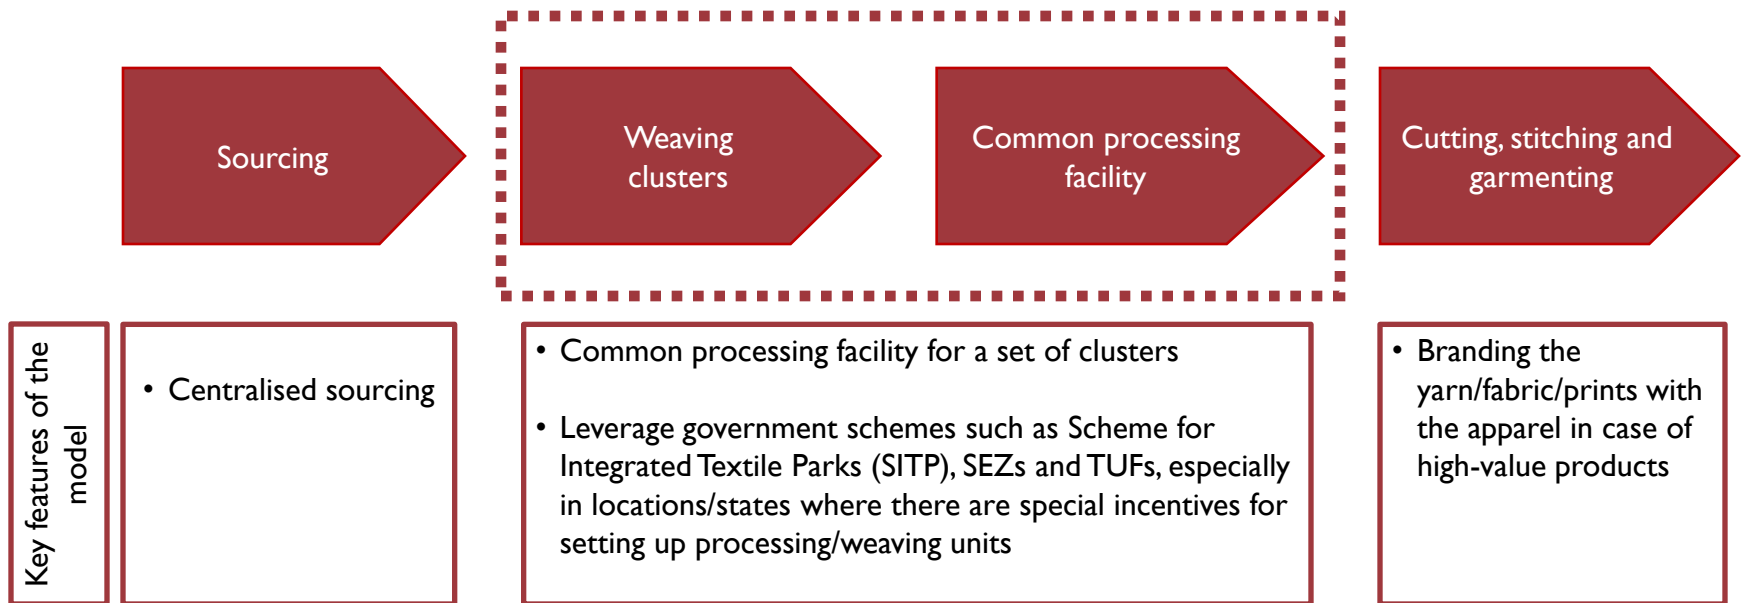 Sourcing
Weaving
clusters
Common processing
facility
Cutting, stitching and
garmenting
Key features of the
model
• Centralised sourcing
• Common processing facility for a set of clusters
• Leverage government schemes such as Scheme for
Integrated Textile Parks (SITP), SEZs and TUFs, especially
in locations/states where there are special incentives for
setting up processing/weaving units
• Branding the
yarn/fabric/prints with
the apparel in case of
high-value products